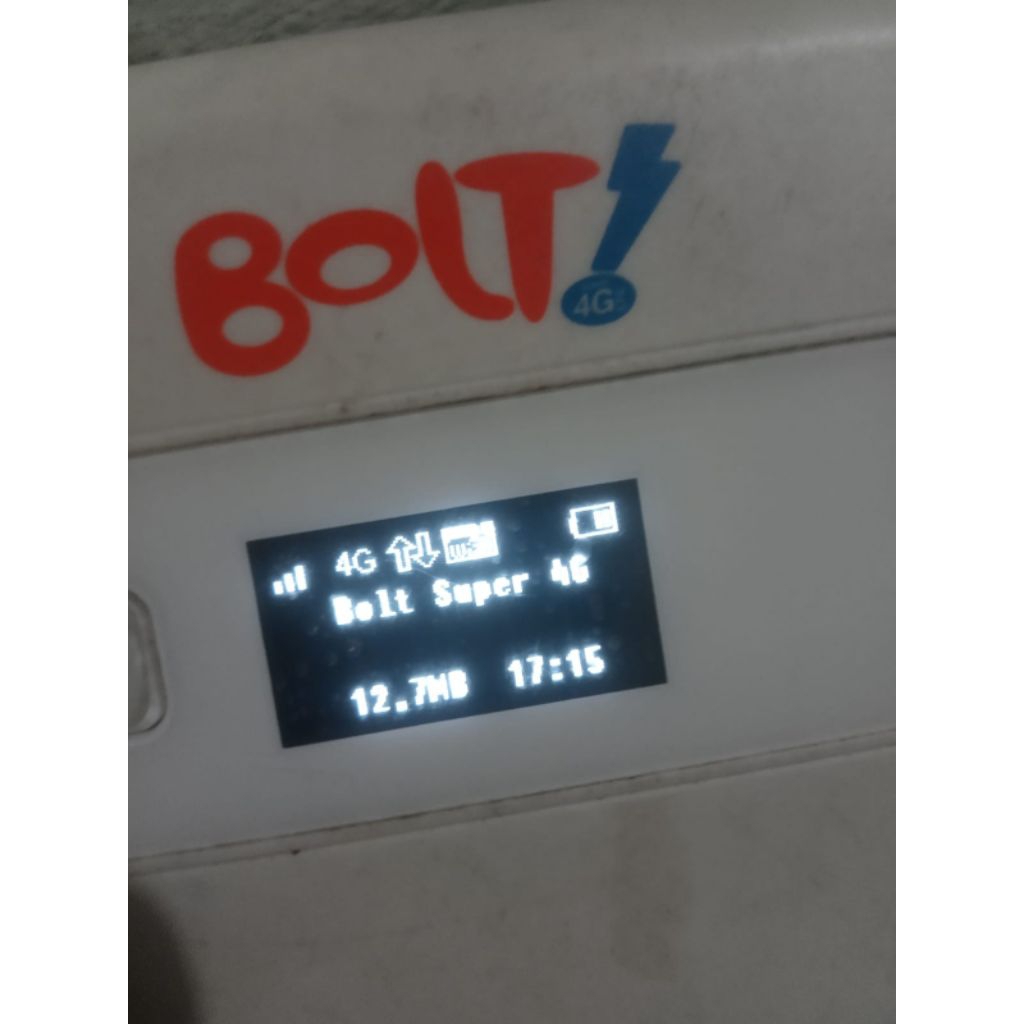 BOLT!
4G
4G
Bolt Super 4G
12.7MB 17:15